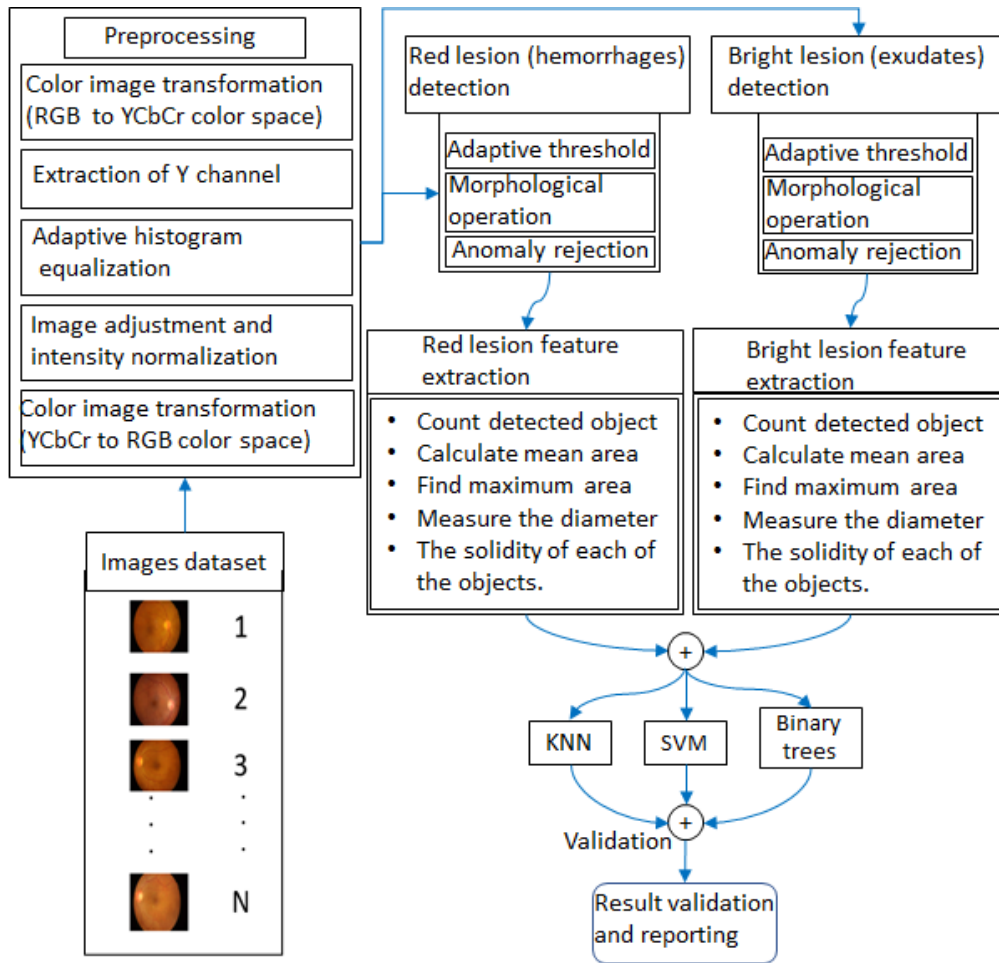 Preprocessing
Color image transformation
(RGB to YCbCr color space)
Extraction of Y channel
Adaptive histogram
equalization
Image adjustment and
intensity normalization
Color image transformation
(YCbCr to RGB color space)
Images dataset
1
2
3
N
Red lesion (hemorrhages)
detection
Adaptive threshold
Morphological
operation
Anomaly rejection
Bright lesion (exudates)
detection
Adaptive threshold
Morphological
operation
Anomaly rejection
Red lesion feature
extraction
• Count detected object
• Calculate mean area
• Find maximum area
• Measure the diameter
• The solidity of each of
the objects.
Bright lesion feature
extraction
• Count detected object
• Calculate mean area
• Find maximum area
• Measure the diameter
• The solidity of each of
the objects.
+
KNN
SVM
Binary
trees
+
Validation
Result validation
and reporting